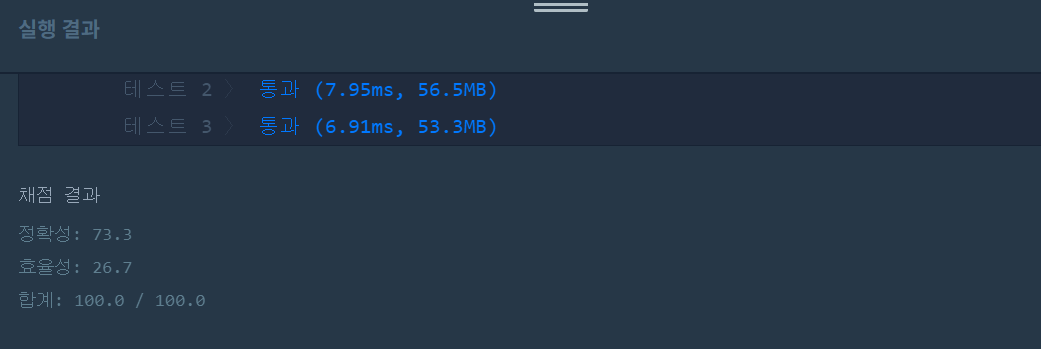 실행 결과
테스트 2 〉 통과 (7.95ms, 56.5MB)
테스트 3 〉 통과 (6.91ms, 53.3MB)
채점 결과
정확성: 73.3
효율성: 26.7
합계: 100.0 / 100.0